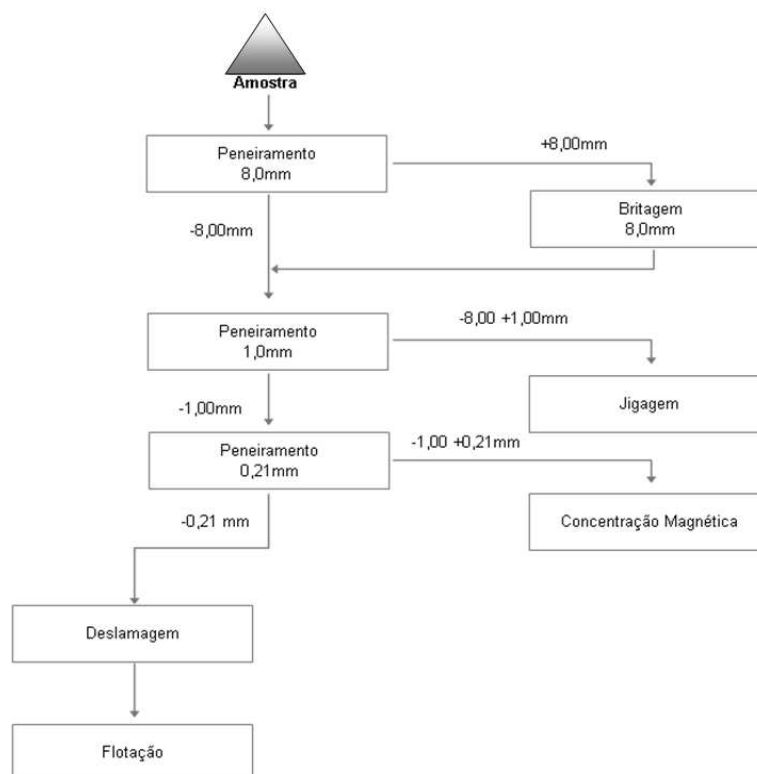 Amostra
Peneiramento
8,0mm
+8,00mm
Britagem
8,0mm
-8,00mm
Peneiramento
1,0mm
-8,00 +1,00mm
Jigagem
-1,00mm
Peneiramento
0,21mm
-1,00 +0,21mm
Concentração Magnética
-0,21 mm
Deslamagem
Flotação